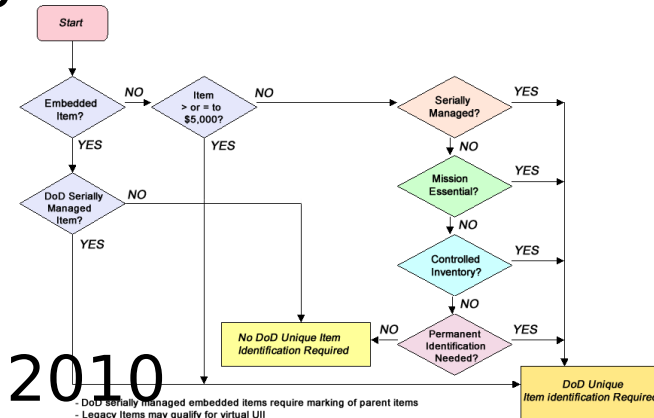 Start
Embedded
Item?
NO
YES
Item
> or = to
$5,000?
NO
YES
Serially
Managed?
YES
NO
DoD Serially
Managed
Item?
NO
YES
Mission
Essential?
YES
NO
Controlled
Inventory?
YES
NO
Permanent
Identification
Needed?
NO
YES
No DoD Unique Item
Identification Required
DoD Unique
Item identification Required
2010
- DoD serially managed embedded items require marking of parent items
- Legacy Items may qualify for virtual UII